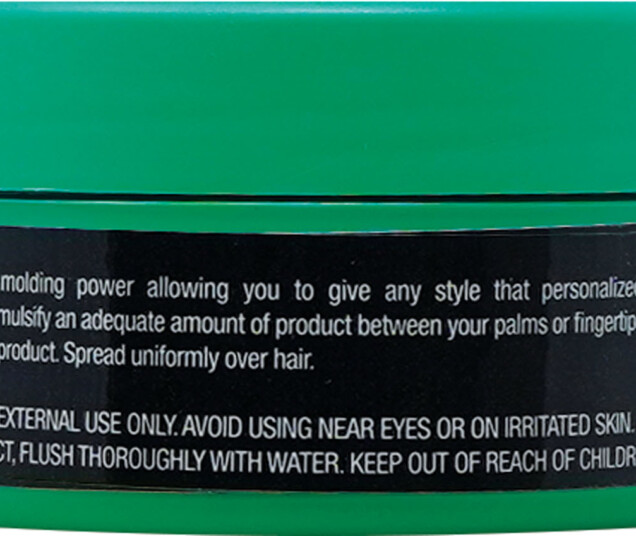 molding power allowing you to give any style that personalized
mulsify an adequate amount of product between your palms or fingertip
product. Spread uniformly over hair.
EXTERNAL USE ONLY. AVOID USING NEAR EYES OR ON IRRITATED SKIN.
CT, FLUSH THOROUGHLY WITH WATER. KEEP OUT OF REACH OF CHILDR